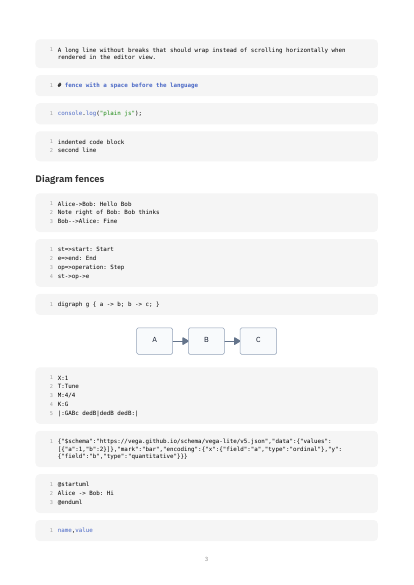 1 A long line without breaks that should wrap instead of scrolling horizontally when
rendered in the editor view.
1 # fence with a space before the language
1 console.log("plain js");
1 indented code block
2 second line
Diagram fences
1 Alice->Bob: Hello Bob
2 Note right of Bob: Bob thinks
3 Bob-->Alice: Fine
1 st=>start: Start
2 e=>end: End
3 op=>operation: Step
4 st->op->e
1 digraph g { a -> b; b -> c; }
A B C
1 X:1
2 T:Tune
3 M:4/4
4 K:G
5 |:GABc dedB|dedB dedB:|
1 {"$schema":"https://vega.github.io/schema/vega-lite/v5.json","data":{"values":
[{"a":1,"b":2}]},"mark":"bar","encoding":{"x":{"field":"a","type":"ordinal"},"y":
{"field":"b","type":"quantitative"}}}
1 @startuml
2 Alice -> Bob: Hi
3 @enduml
1 name,value
3